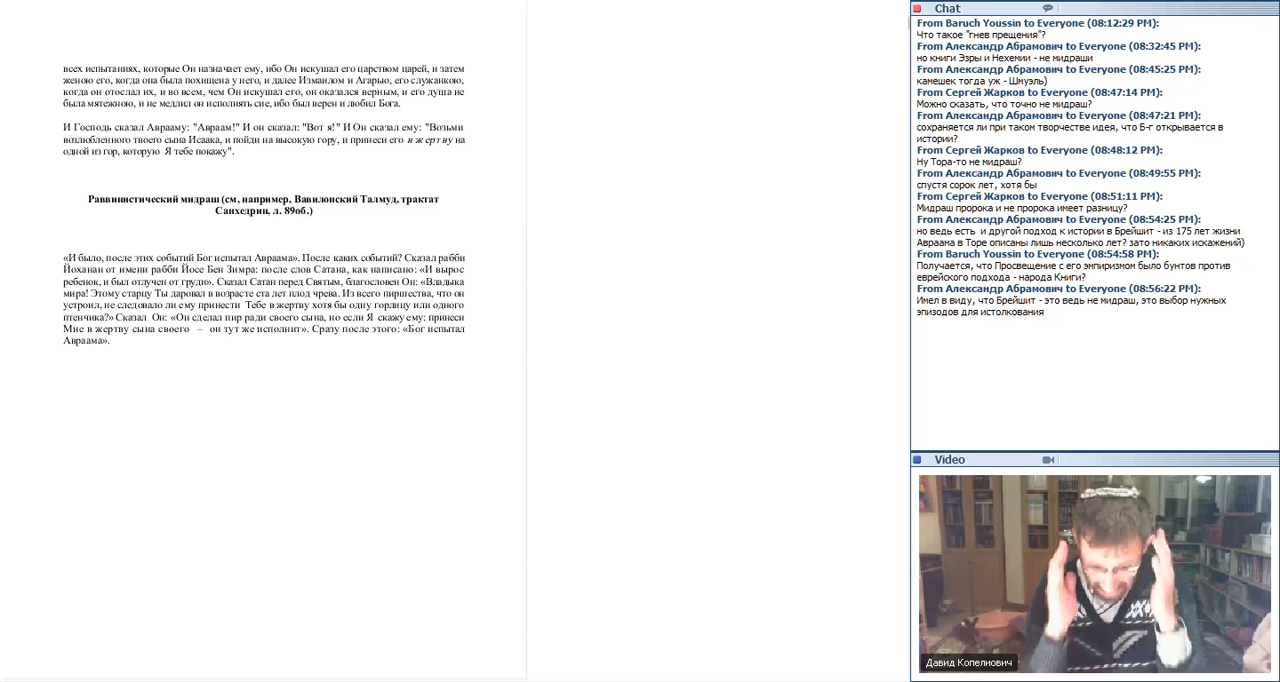 всех испытаниях, которые Он назначает ему, ибо Он искушал его царством царей, и затем
женою его, когда она была похищена у него, и далее Измаилом и Агарью, его служанкою,
когда он отослал их, и во всем, чем Он искушал его, он оказался верным, и его душа не
была мятежною, и не медлил он исполнять сие, ибо был верен и любил Бога.
И Господь сказал Аврааму: "Авраам!" И он сказал: "Вот я!" И Он сказал ему: "Возьми
возлюбленного твоего сына Исаака, и пойди на высокую гору, и принеси его в жертву на
одной из гор, которую Я тебе покажу".
Раввинистический мидраш (см, например, Вавилонский Талмуд, трактат
Санхедрин, л. 89об.)
«И было, после этих событий Бог испытал Авраама». После каких событий? Сказал рабби
Йоханан от имени рабби Йосе Бен Зимра: после слов Сатана, как написано: «И вырос
ребенок, и был отлучен от груди». Сказал Сатан перед Святым, благословен Он: «Владыка
мира! Этому старцу Ты даровал в возрасте ста лет плод чрева. Из всего пиршества, что он
устроил, не следовало ли ему принести Тебе в жертву хотя бы одну горлицу или одного
птенчика?» Сказал Он: «Он сделал пир ради своего сына, но если Я скажу ему: принеси
Мне в жертву сына своего – он тут же исполнит». Сразу после этого: «Бог испытал
Авраама».
Chat
From Baruch Youssin to Everyone (08:12:29 PM):
Что такое "гнев прещения"?
From Александр Абрамович to Everyone (08:32:45 PM):
но книги Эзры и Нехемии - не мидраши
From Александр Абрамович to Everyone (08:45:25 PM):
камешек тогда уж - Шмуэль)
From Сергей Жарков to Everyone (08:47:14 PM):
Можно сказать, что точно не мидраш?
From Александр Абрамович to Everyone (08:47:21 PM):
сохраняется ли при таком творчестве идея, что Б-г открывается в
истории?
From Сергей Жарков to Everyone (08:48:12 PM):
Ну Тора-то не мидраш?
From Александр Абрамович to Everyone (08:49:55 PM):
спустя сорок лет, хотя бы
From Сергей Жарков to Everyone (08:51:11 PM):
Мидраш пророка и не пророка имеет разницу?
From Александр Абрамович to Everyone (08:54:25 PM):
но ведь есть и другой подход к истории в Брейшит - из 175 лет жизни
Авраама в Торе описаны лишь несколько лет? зато никаких искажений)
From Baruch Youssin to Everyone (08:54:58 PM):
Получается, что Просвещение с его эмпиризмом было бунтов против
еврейского подхода - народа Книги?
From Александр Абрамович to Everyone (08:56:22 PM):
Имел в виду, что Брейшит - это ведь не мидраш, это выбор нужных
эпизодов для истолкования
Video
Давид Копелиович